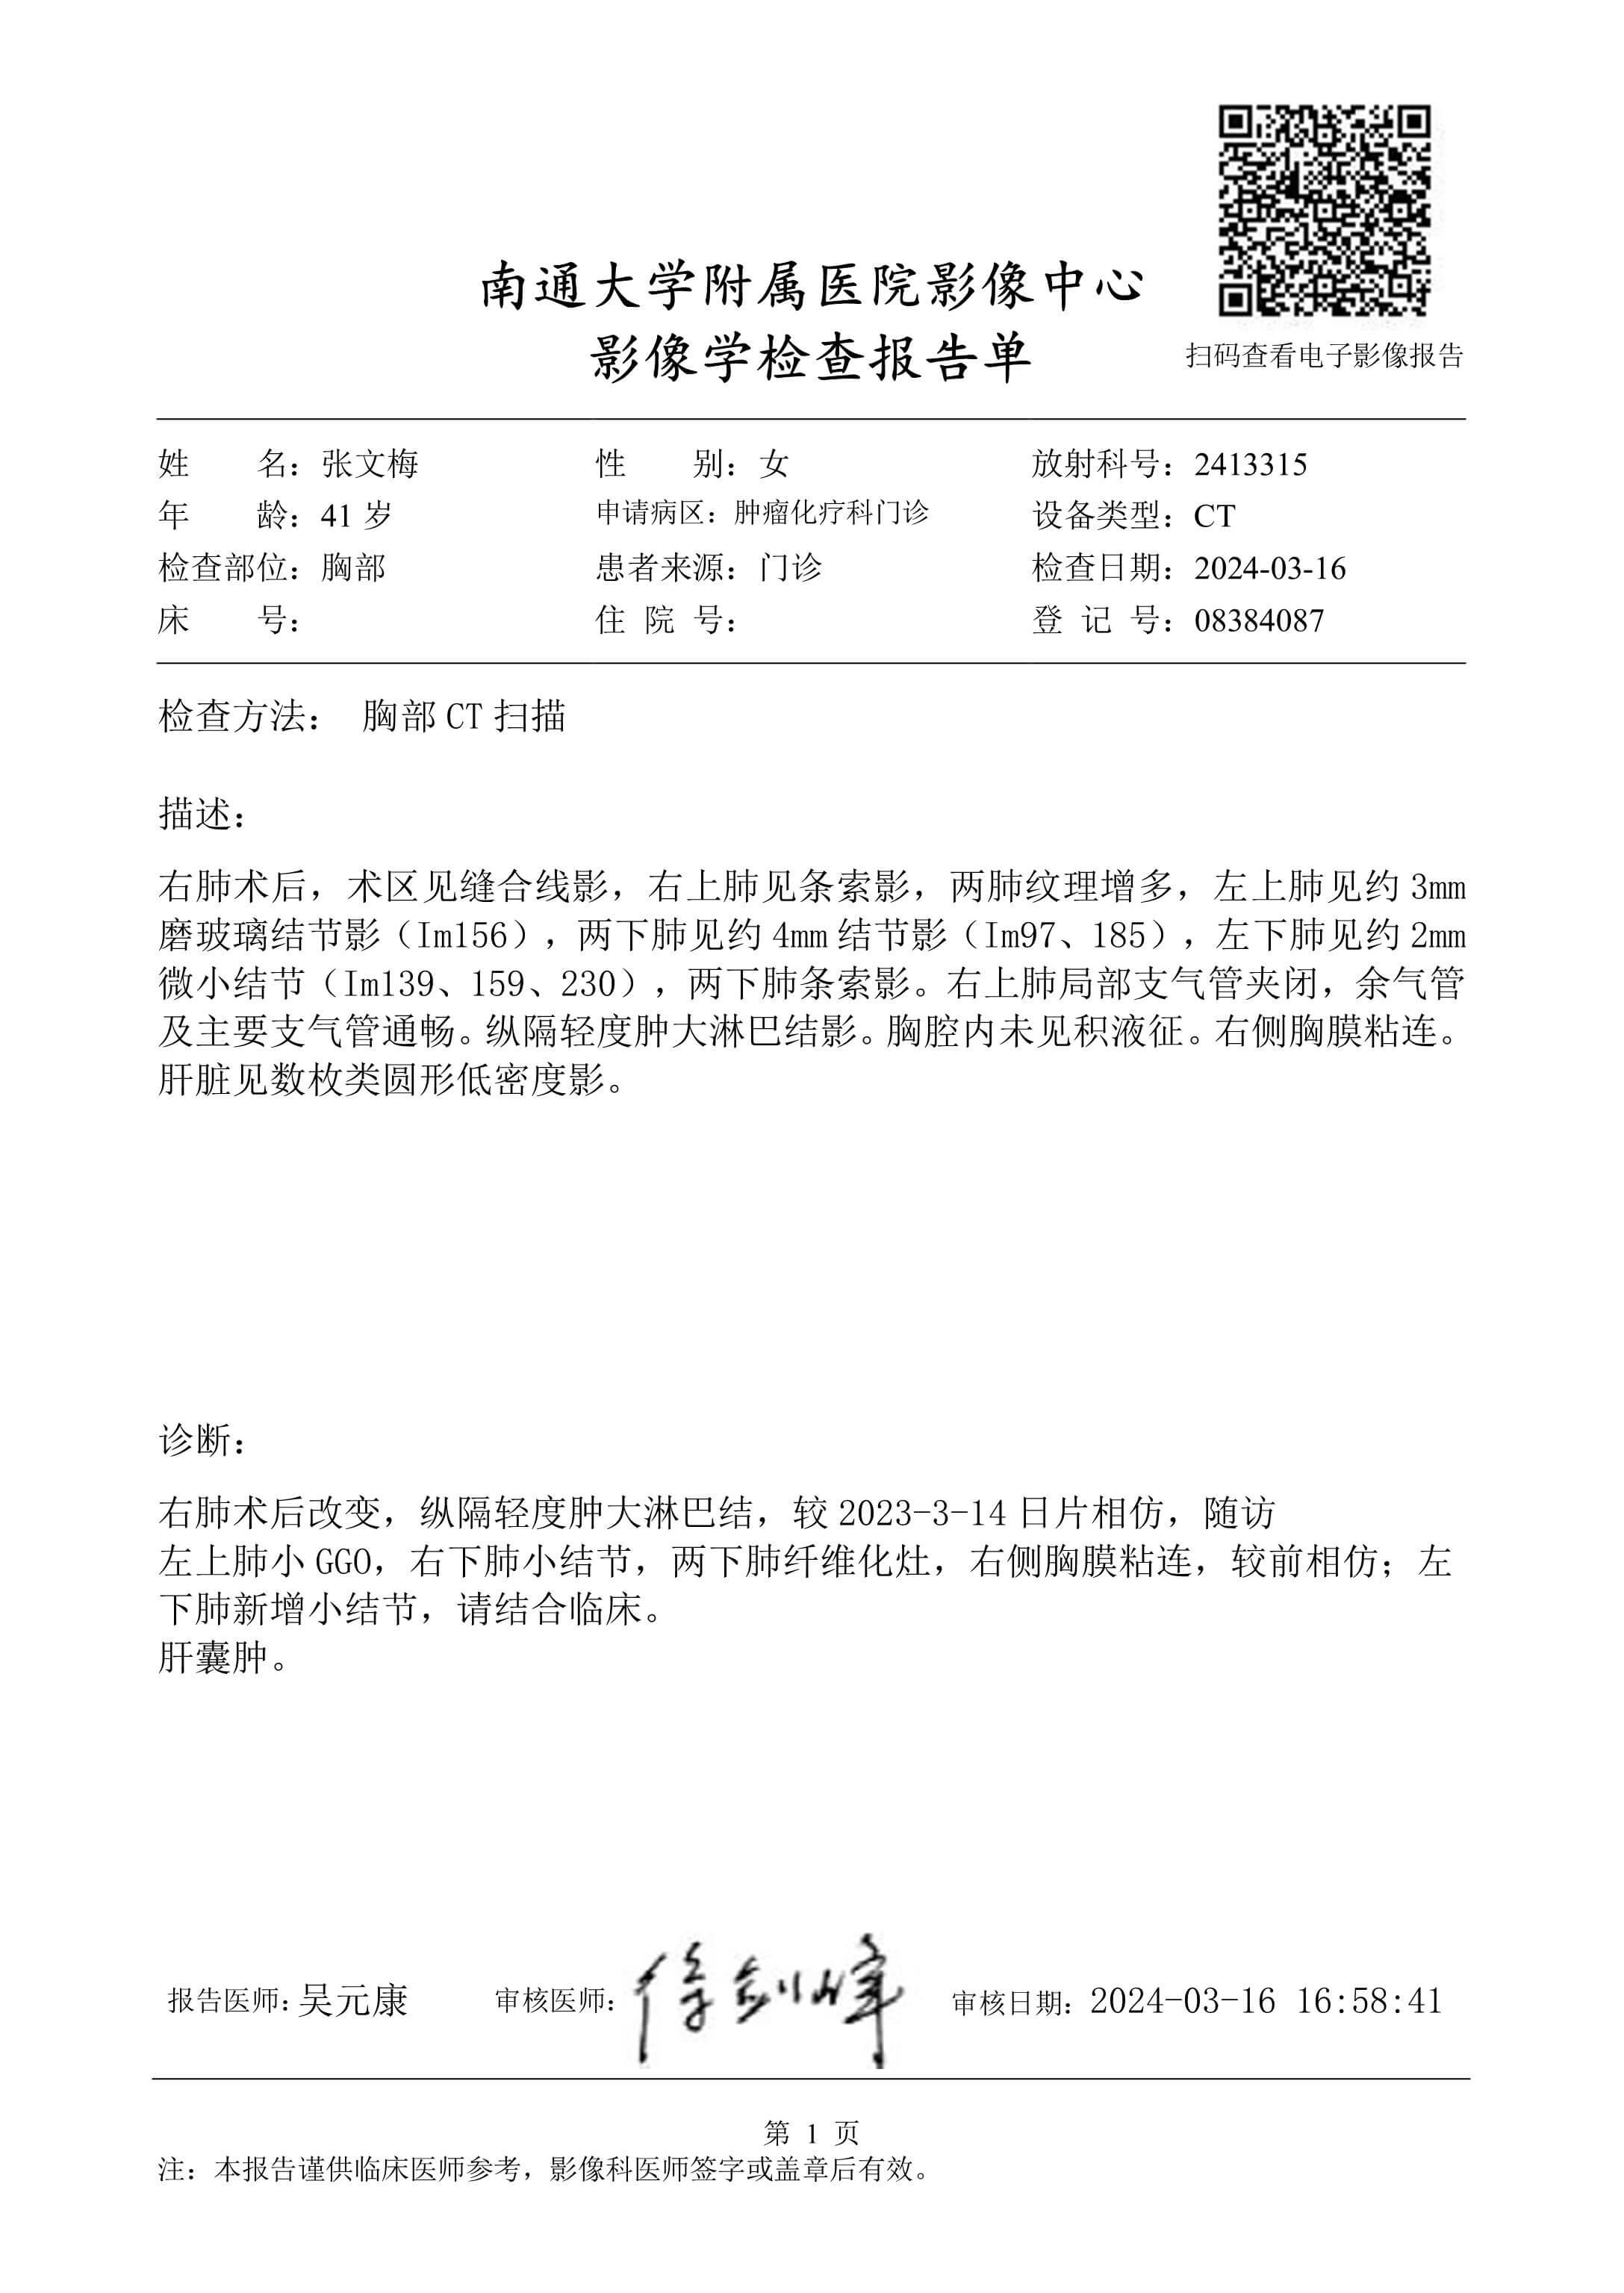 南通大学附属医院影像中心
影像学检查报告单
扫码查看电子影像报告
姓 名：张文梅 性 别：女 放射科号：2413315
年 龄：41 岁 申请病区：肿瘤化疗科门诊 设备类型：CT
检查部位：胸部 患者来源：门诊 检查日期：2024-03-16
床 号： 住 院 号： 登 记 号：08384087
检查方法： 胸部 CT 扫描
描述：
右肺术后，术区见缝合线影，右上肺见条索影，两肺纹理增多，左上肺见约 3mm
磨玻璃结节影（Im156），两下肺见约 4mm 结节影（Im97、185），左下肺见约 2mm
微小结节（Im139、159、230），两下肺条索影。右上肺局部支气管夹闭，余气管
及主要支气管通畅。纵隔轻度肿大淋巴结影。胸腔内未见积液征。右侧胸膜粘连。
肝脏见数枚类圆形低密度影。
诊断：
右肺术后改变，纵隔轻度肿大淋巴结，较 2023-3-14 日片相仿，随访
左上肺小 GGO，右下肺小结节，两下肺纤维化灶，右侧胸膜粘连，较前相仿；左
下肺新增小结节，请结合临床。
肝囊肿。
报告医师：吴元康 审核医师：徐剑峰 审核日期：2024-03-16 16:58:41
第 1 页
注：本报告谨供临床医师参考，影像科医师签字或盖章后有效。